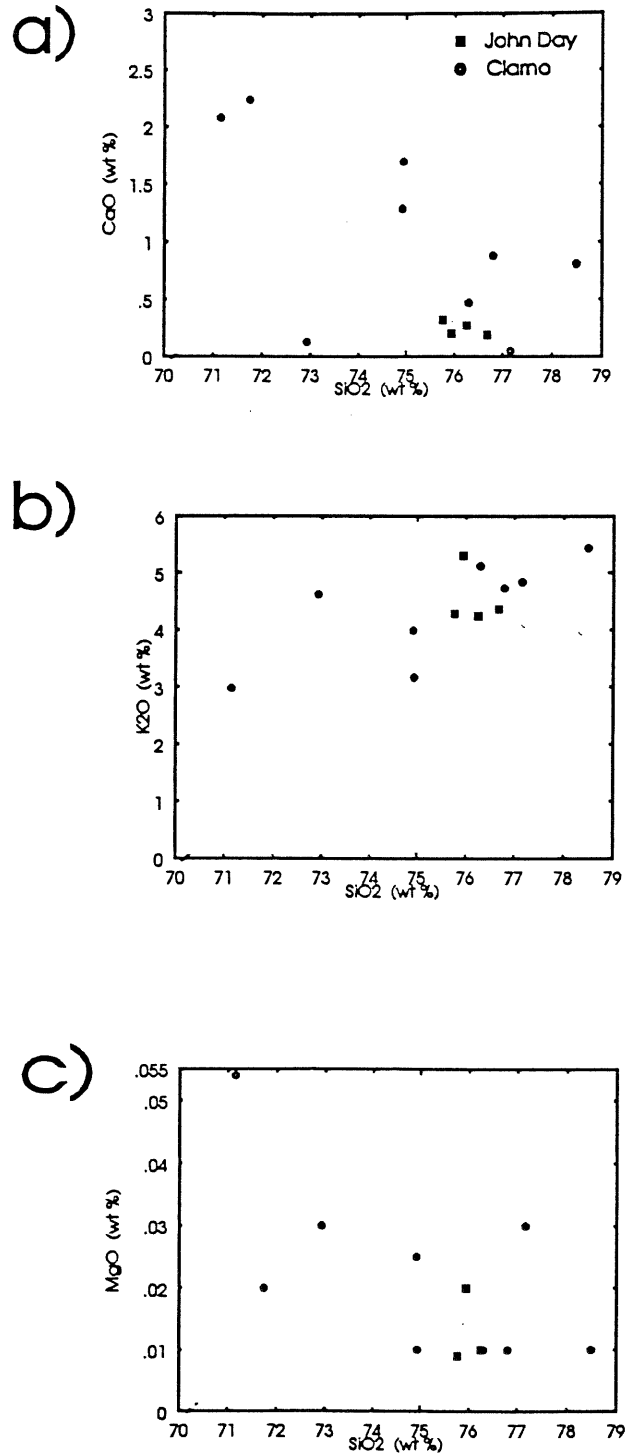 a)
3
John Day
Clarno
2.5
2
CaO (wt %)
1.5
1
.5
0
70 71 72 73 74 75 76 77 78 79
SiO2 (wt %)
b)
6
5
4
K2O (wt %)
3
2
1
0
70 71 72 73 74 75 76 77 78 79
SiO2 (wt %)
c)
.055
.05
.04
MgO (wt %)
.03
.02
.01
0
70 71 72 73 74 75 76 77 78 79
SiO2 (wt %)